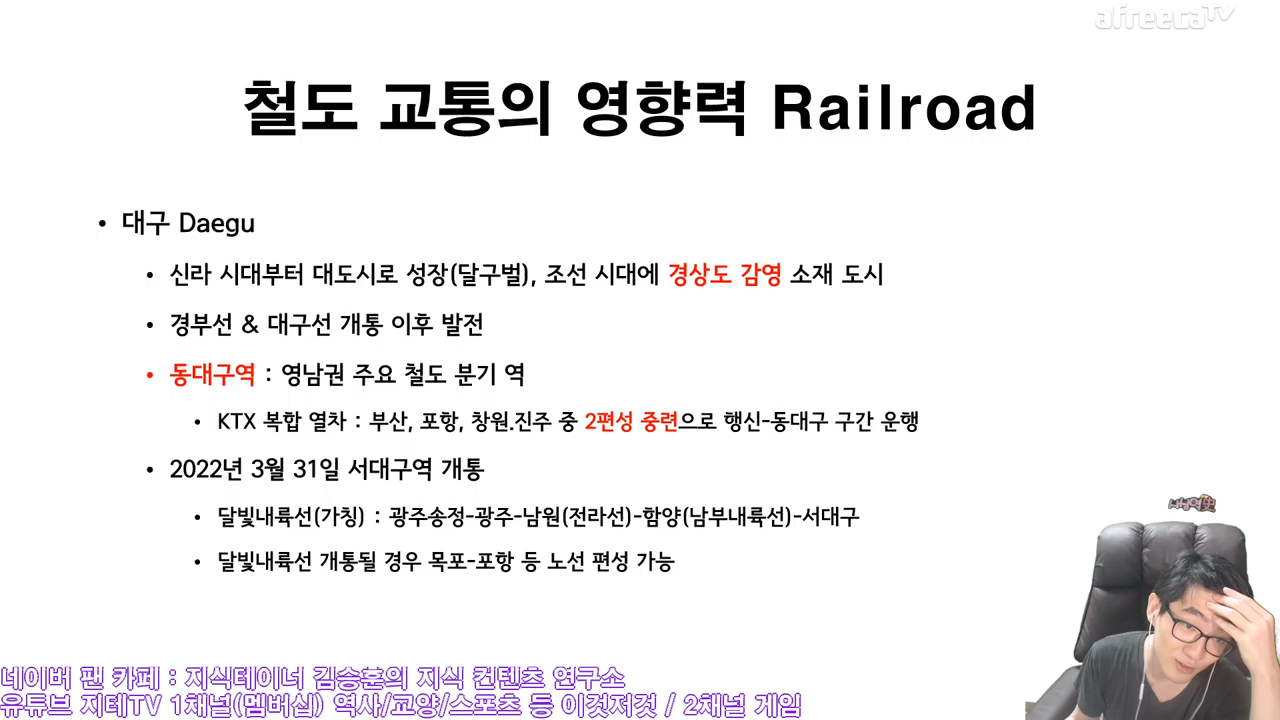 afreecaTV
철도 교통의 영향력 Railroad
• 대구 Daegu
• 신라 시대부터 대도시로 성장(달구벌), 조선 시대에 경상도 감영 소재 도시
• 경부선 & 대구선 개통 이후 발전
• 동대구역 : 영남권 주요 철도 분기 역
• KTX 복합 열차 : 부산, 포항, 창원.진주 중 2편성 중련으로 행신-동대구 구간 운행
• 2022년 3월 31일 서대구역 개통
• 달빛내륙선(가칭) : 광주송정-광주-남원(전라선)-함양(남부내륙선)-서대구
• 달빛내륙선 개통될 경우 목포-포항 등 노선 편성 가능
네이버 팬 카페 : 지식테이너 김승훈의 지식 컨텐츠 연구소
유튜브 지테TV 1채널(멤버십) 역사/교양/스포츠 등 이것저것 / 2채널 게임